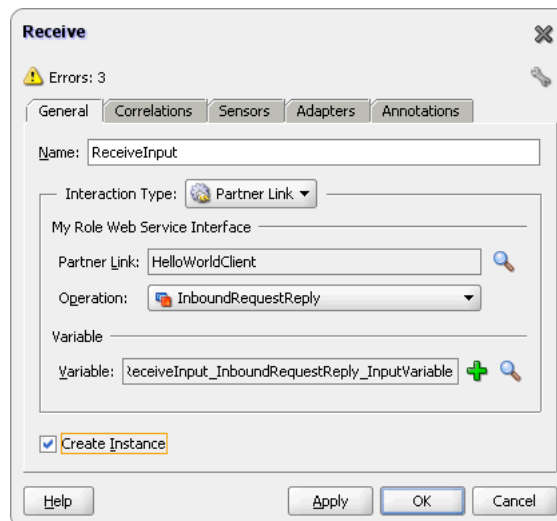 Receive
Errors: 3
General Correlations Sensors Adapters Annotations
Name: ReceiveInput
Interaction Type: Partner Link
My Role Web Service Interface
Partner Link: HelloWorldClient
Operation: InboundRequestReply
Variable
Variable: ReceiveInput_InboundRequestReply_InputVariable
Create Instance
Help Apply OK Cancel